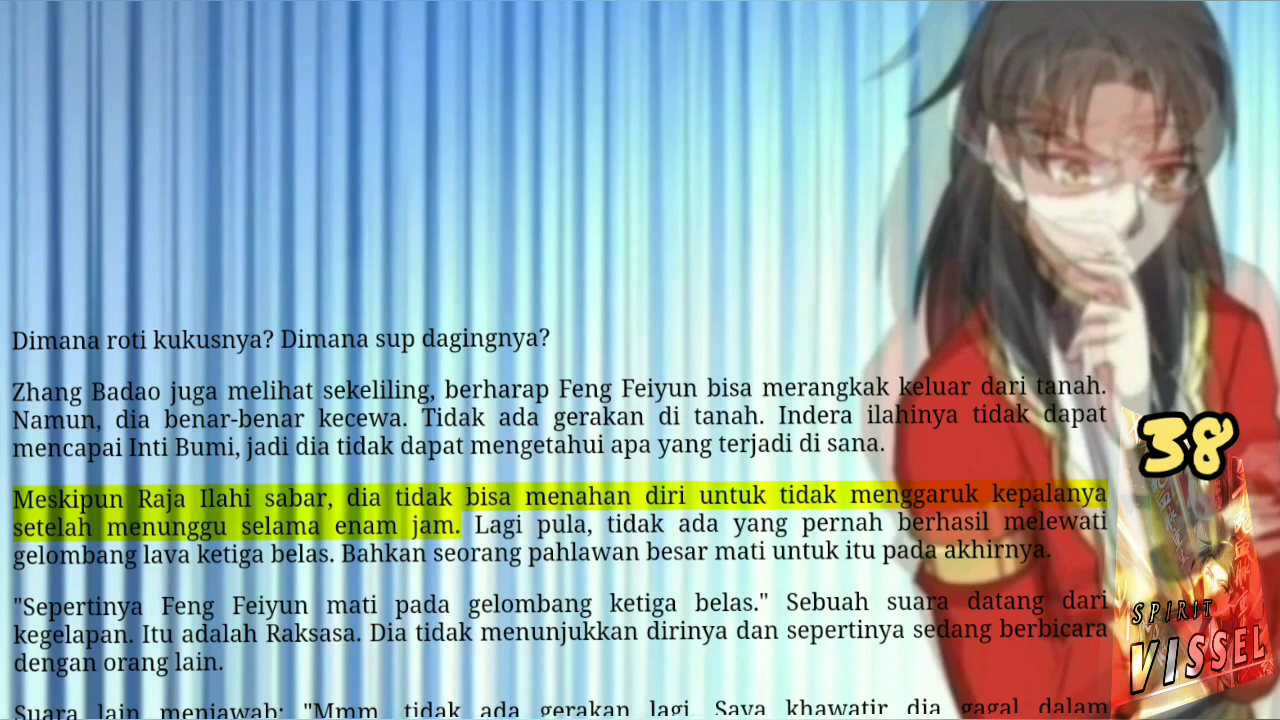 Dimana roti kukusnya? Dimana sup dagingnya?
Zhang Badao juga melihat sekeliling, berharap Feng Feiyun bisa merangkak keluar dari tanah.
Namun, dia benar-benar kecewa. Tidak ada gerakan di tanah. Indera ilahinya tidak dapat
mencapai Inti Bumi, jadi dia tidak dapat mengetahui apa yang terjadi di sana.
Meskipun Raja Ilahi sabar, dia tidak bisa menahan diri untuk tidak menggaruk kepalanya
setelah menunggu selama enam jam. Lagi pula, tidak ada yang pernah berhasil melewati
gelombang lava ketiga belas. Bahkan seorang pahlawan besar mati untuk itu pada akhirnya.
"Sepertinya Feng Feiyun mati pada gelombang ketiga belas." Sebuah suara datang dari
kegelapan. Itu adalah Raksasa. Dia tidak menunjukkan dirinya dan sepertinya sedang berbicara
dengan orang lain.
Suara lain menjawab: "Mmm, tidak ada gerakan lagi. Saya khawatir dia gagal dalam
38
SPIRIT
VISSEL